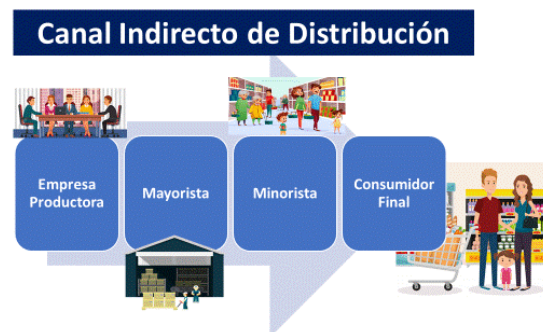 Canal Indirecto de Distribución
Empresa
Productora
Mayorista
Minorista
Consumidor
Final